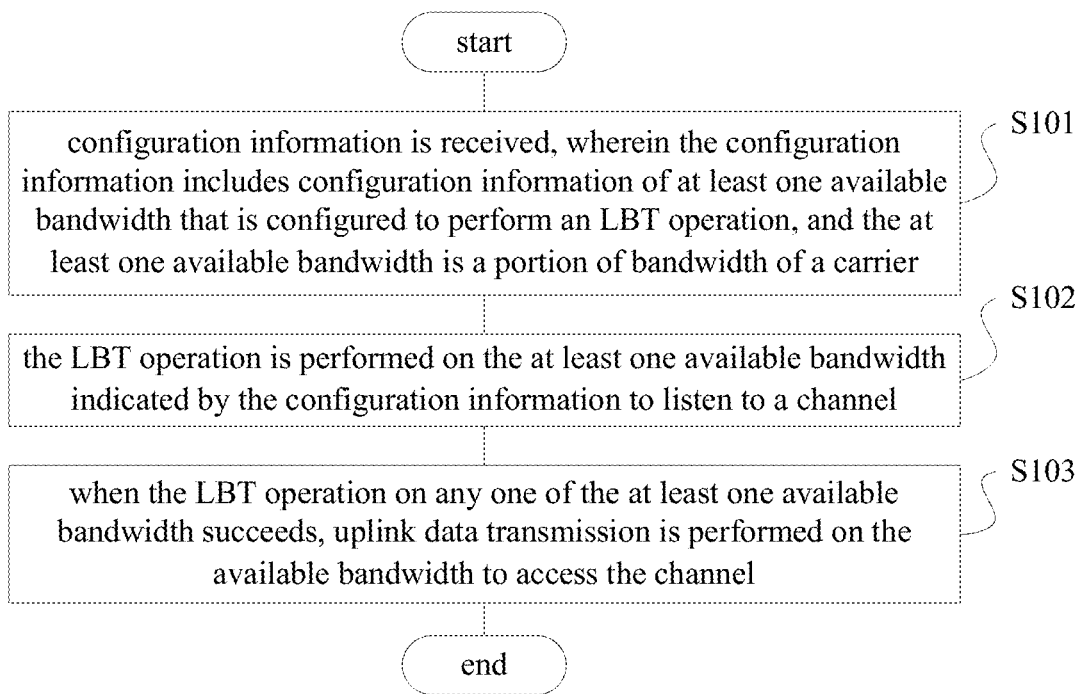 start
configuration information is received, wherein the configuration
information includes configuration information of at least one available
bandwidth that is configured to perform an LBT operation, and the at
least one available bandwidth is a portion of bandwidth of a carrier
S101
the LBT operation is performed on the at least one available bandwidth
indicated by the configuration information to listen to a channel
S102
when the LBT operation on any one of the at least one available
bandwidth succeeds, uplink data transmission is performed on the
available bandwidth to access the channel
S103
end